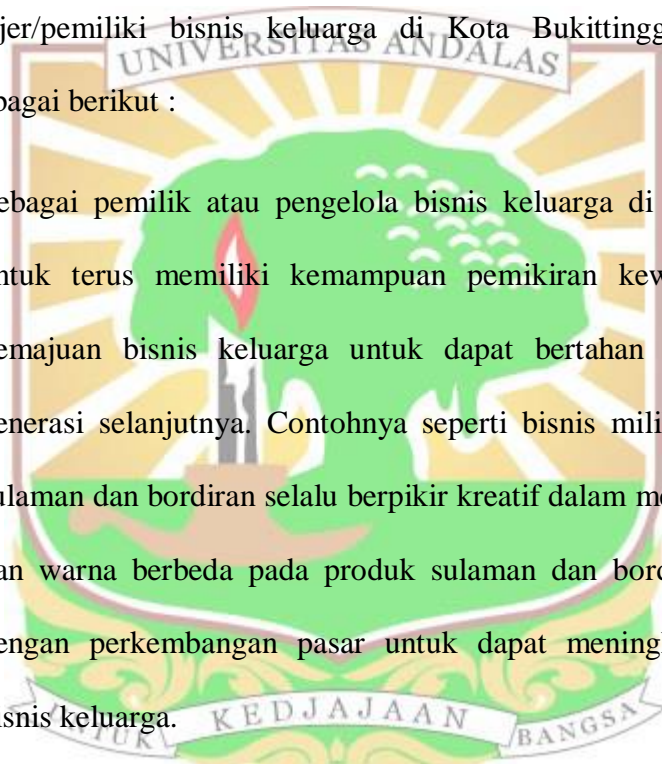 jer/pemiliki bisnis keluarga di Kota Bukittingg
UNIVERSITAS ANDALAS
bagai berikut :
ebagai pemilik atau pengelola bisnis keluarga di
ntuk terus memiliki kemampuan pemikiran kew
emajuan bisnis keluarga untuk dapat bertahan
enerasi selanjutnya. Contohnya seperti bisnis mili
ulaman dan bordiran selalu berpikir kreatif dalam me
an warna berbeda pada produk sulaman dan bord
engan perkembangan pasar untuk dapat mening
isnis keluarga.
UNTUK KEDJAJAAN BANGSA